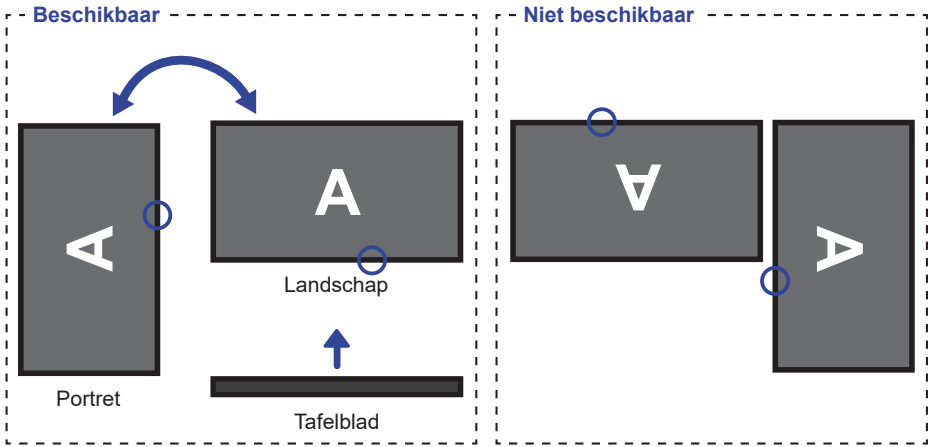 Beschikbaar
Niet beschikbaar
A
A
A
A
Landschap
Portret
Tafelblad